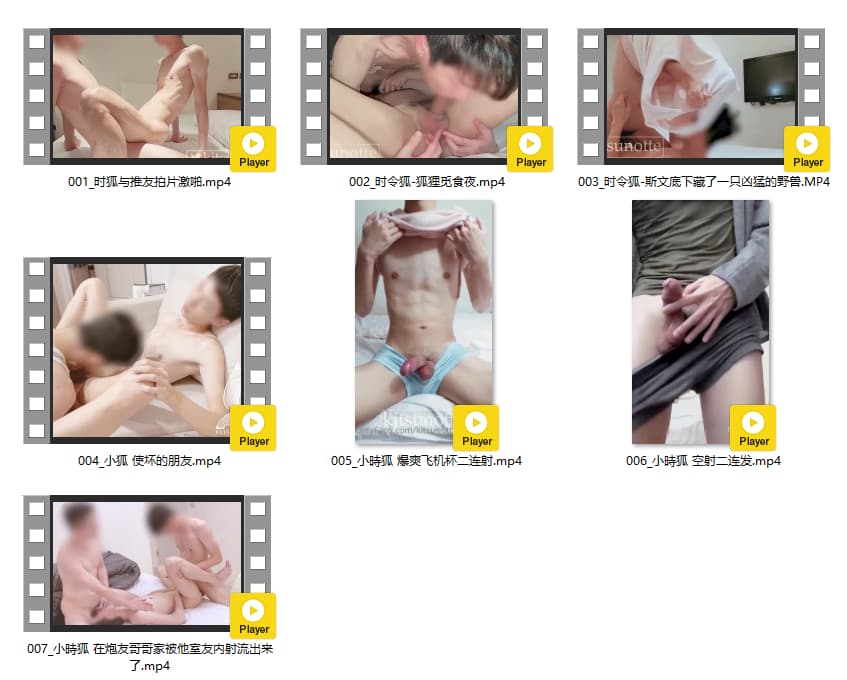 Player
Player
sunotte
Player
001_时狐与推友拍片激啪.mp4
002_时令狐-狐狸觅食夜.mp4
003_时令狐-斯文底下藏了一只凶猛的野兽.MP4
Player
kitsunotte
Player
Player
004_小狐 使坏的朋友.mp4
005_小時狐 爆爽飞机杯二连射.mp4
006_小時狐 空射二连发.mp4
Player
007_小時狐 在炮友哥哥家被他室友内射流出来
了.mp4